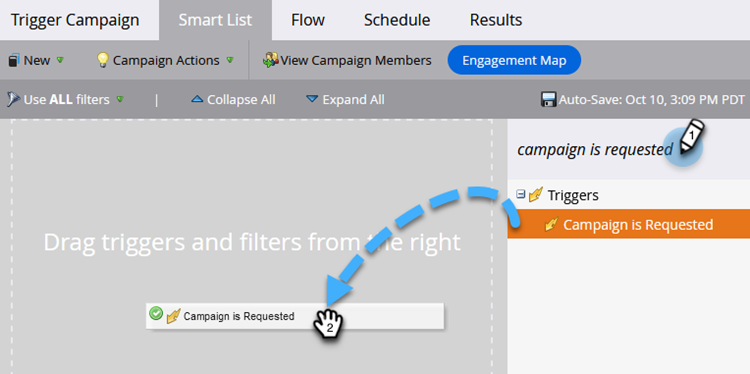 Trigger Campaign Smart List Flow Schedule Results
New Campaign Actions View Campaign Members Engagement Map
Use ALL filters | Collapse All Expand All Auto-Save: Oct 10, 3:09 PM PDT
campaign is requested 1
Triggers
Campaign is Requested
Drag triggers and filters from the right
Campaign is Requested 2